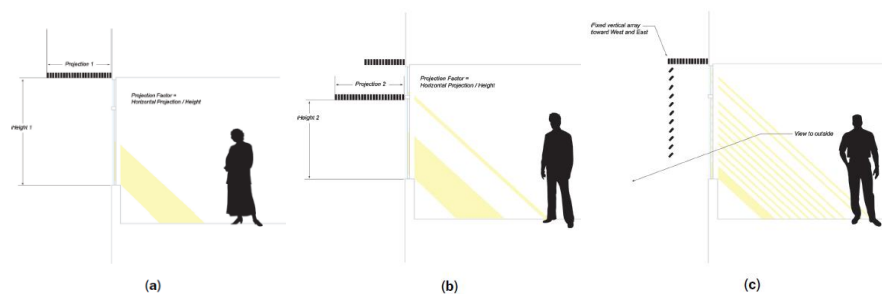 Projection 1
Projection Factor =
Horizontal Projection / Height
Height 1
(a)
Projection Factor =
Horizontal Projection / Height
Projection 2
Height 2
(b)
Fixed vertical array
toward West and East
View to outside
(c)